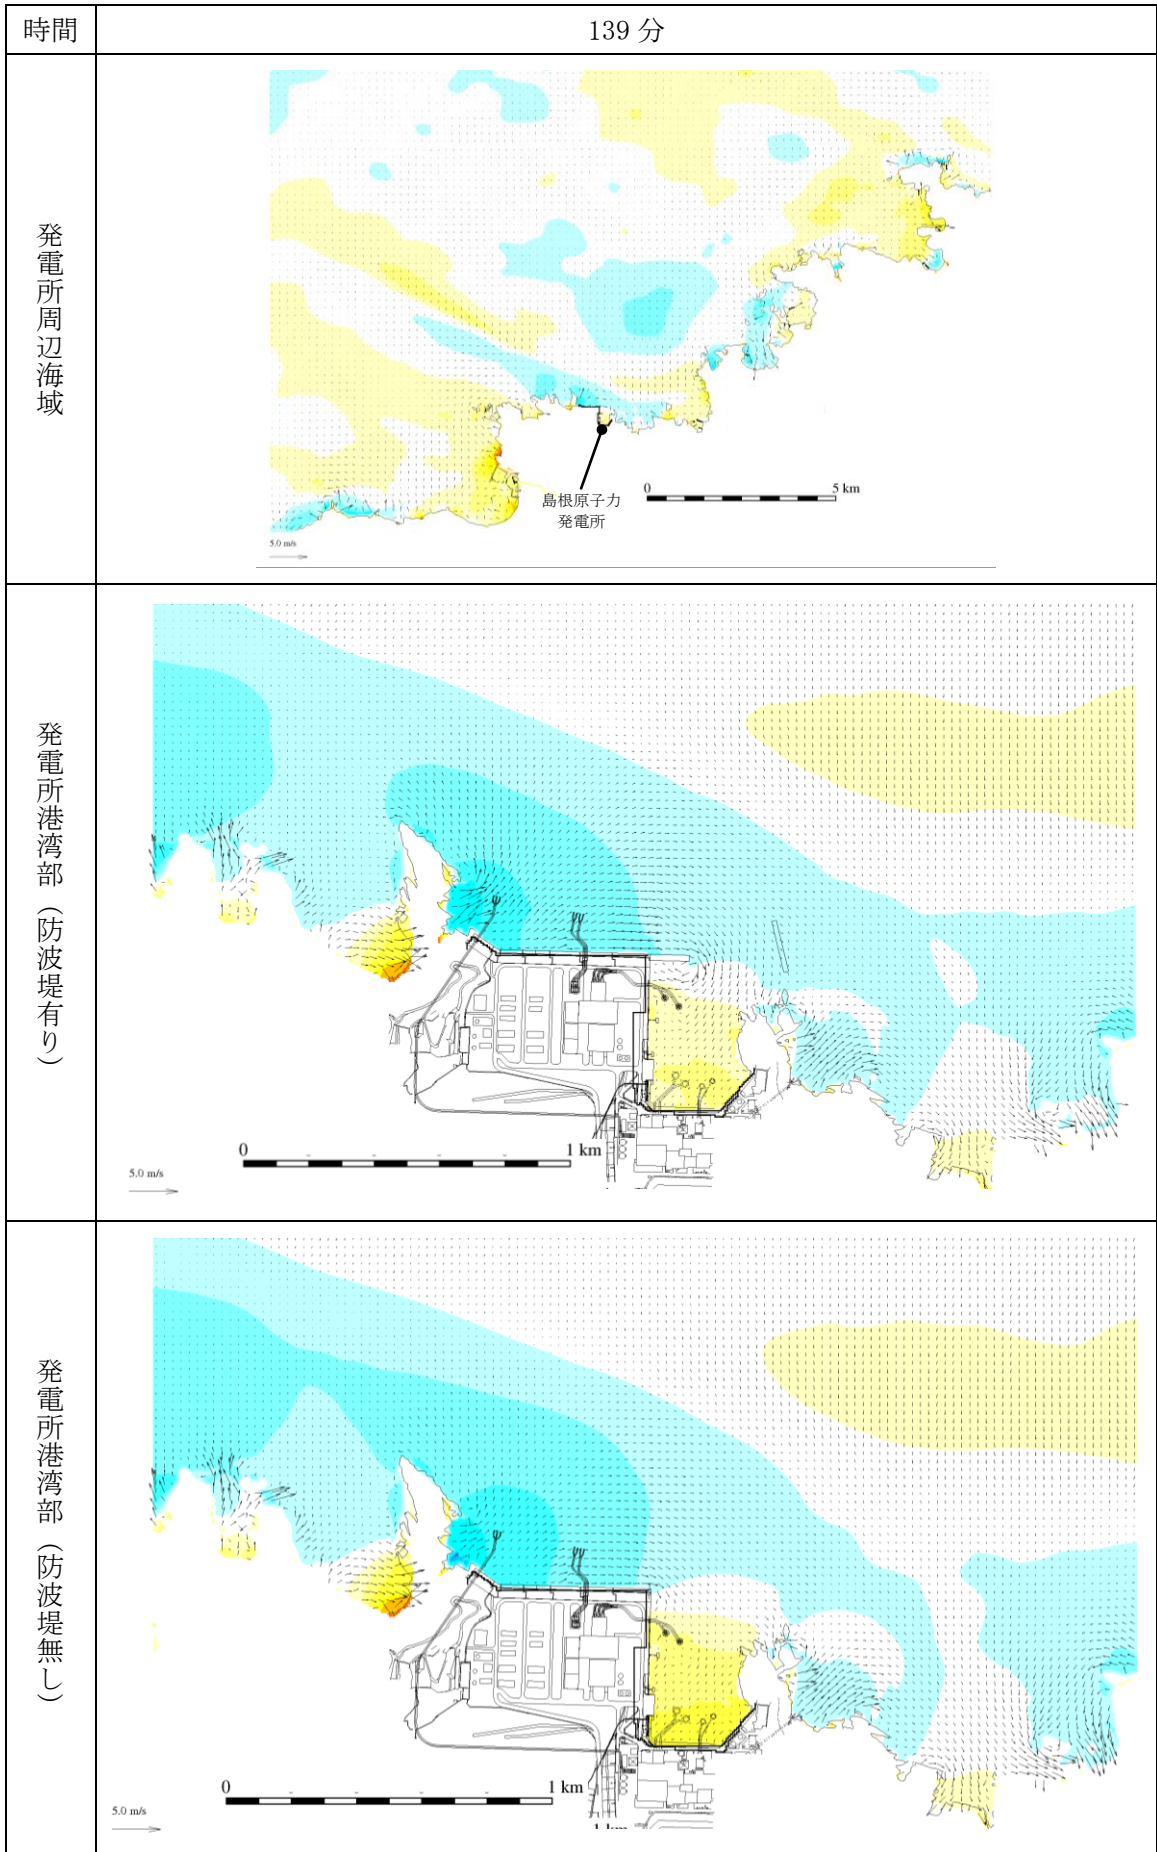 時間
139 分
発電所周辺海域
島根原子力
発電所
0
5 km
5.0 m/s
発電所港湾部（防波堤有り）
0
1 km
5.0 m/s
発電所港湾部（防波堤無し）
0
1 km
5.0 m/s
1 km